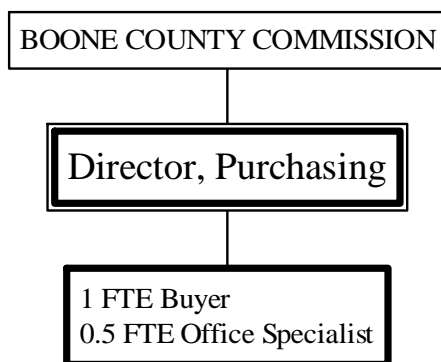 BOONE COUNTY COMMISSION
Director, Purchasing
1 FTE Buyer
0.5 FTE Office Specialist